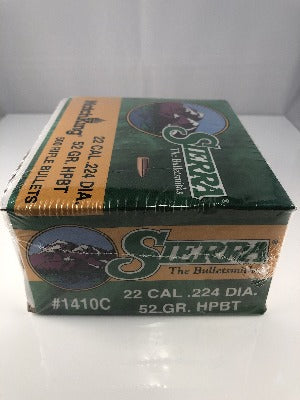 SIERRA®
The Bulletsmiths
MatchKing®
22 CAL .224 DIA.
52 GR. HPBT
500 RIFLE BULLETS
SIERRA®
The Bulletsmiths
#1410C
22 CAL .224 DIA.
52 GR. HPBT